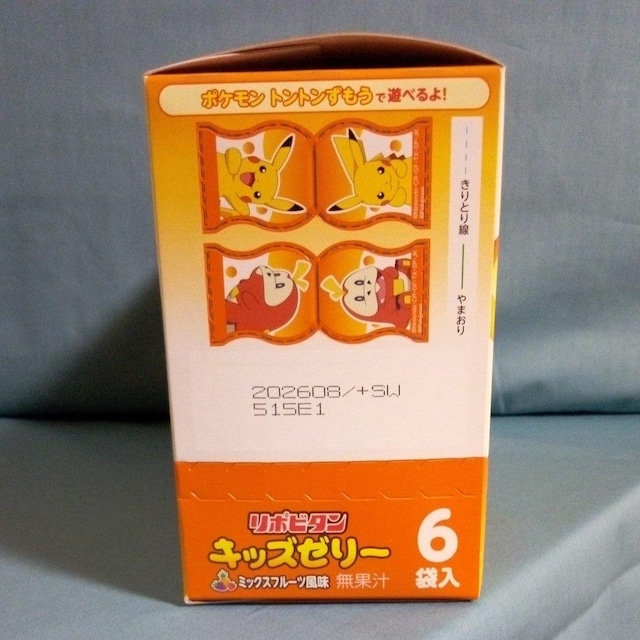 ポケモン トントンずもうで遊べるよ!
きりとり線
やまおり
202608/+SW
515E1
リポビタン
キッズゼリー
ミックスフルーツ風味 無果汁
6
袋入